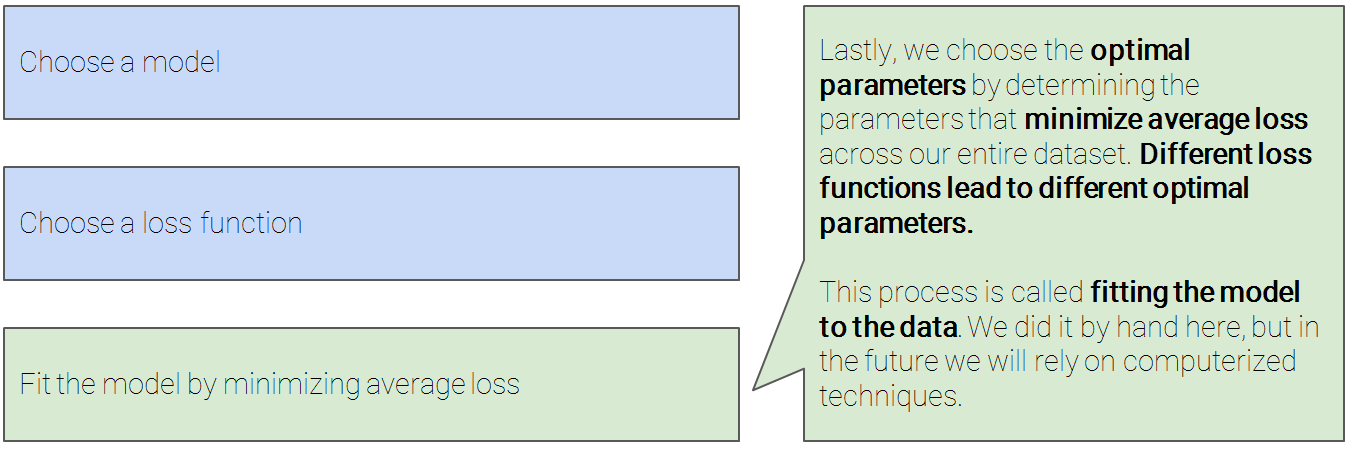 Choose a model
Choose a loss function
Fit the model by minimizing average loss
Lastly, we choose the optimal
parameters by determining the
parameters that minimize average loss
across our entire dataset. Different loss
functions lead to different optimal
parameters.
This process is called fitting the model
to the data. We did it by hand here, but in
the future we will rely on computerized
techniques.